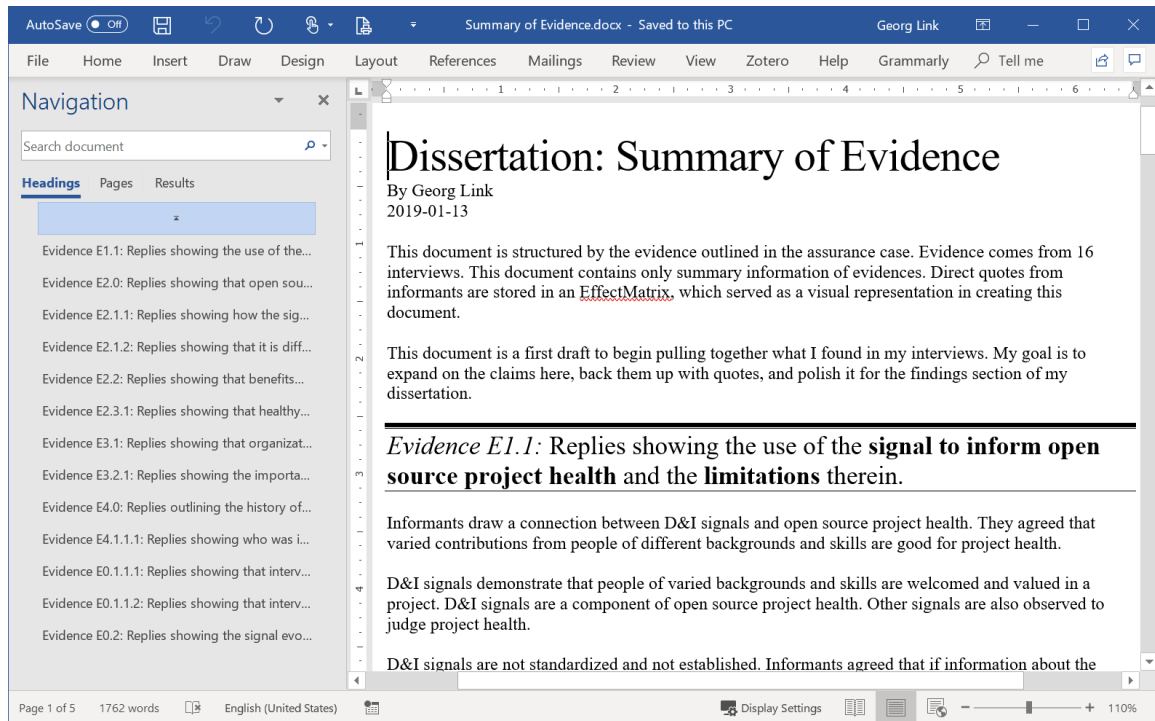 AutoSave Off Summary of Evidence.docx - Saved to this PC Georg Link
File Home Insert Draw Design Layout References Mailings Review View Zotero Help Grammarly Tell me
Navigation
Search document
Headings Pages Results
Evidence E1.1: Replies showing the use of the...
Evidence E2.0: Replies showing that open sou...
Evidence E2.1.1: Replies showing how the sig...
Evidence E2.1.2: Replies showing that it is diff...
Evidence E2.2: Replies showing that benefits...
Evidence E2.3.1: Replies showing that healthy...
Evidence E3.1: Replies showing that organizat...
Evidence E3.2.1: Replies showing the importa...
Evidence E4.0: Replies outlining the history of...
Evidence E4.1.1.1: Replies showing who was i...
Evidence E0.1.1.1: Replies showing that interv...
Evidence E0.1.1.2: Replies showing that interv...
Evidence E0.2: Replies showing the signal evo...
L
1 2 3 4 5 6
1
2
3
4
Dissertation: Summary of Evidence
By Georg Link
2019-01-13
This document is structured by the evidence outlined in the assurance case. Evidence comes from 16
interviews. This document contains only summary information of evidences. Direct quotes from
informants are stored in an EffectMatrix, which served as a visual representation in creating this
document.
This document is a first draft to begin pulling together what I found in my interviews. My goal is to
expand on the claims here, back them up with quotes, and polish it for the findings section of my
dissertation.
Evidence E1.1: Replies showing the use of the signal to inform open
source project health and the limitations therein.
Informants draw a connection between D&I signals and open source project health. They agreed that
varied contributions from people of different backgrounds and skills are good for project health.
D&I signals demonstrate that people of varied backgrounds and skills are welcomed and valued in a
project. D&I signals are a component of open source project health. Other signals are also observed to
judge project health.
D&I signals are not standardized and not established. Informants agreed that if information about the
Page 1 of 5 1762 words English (United States) Display Settings 110%